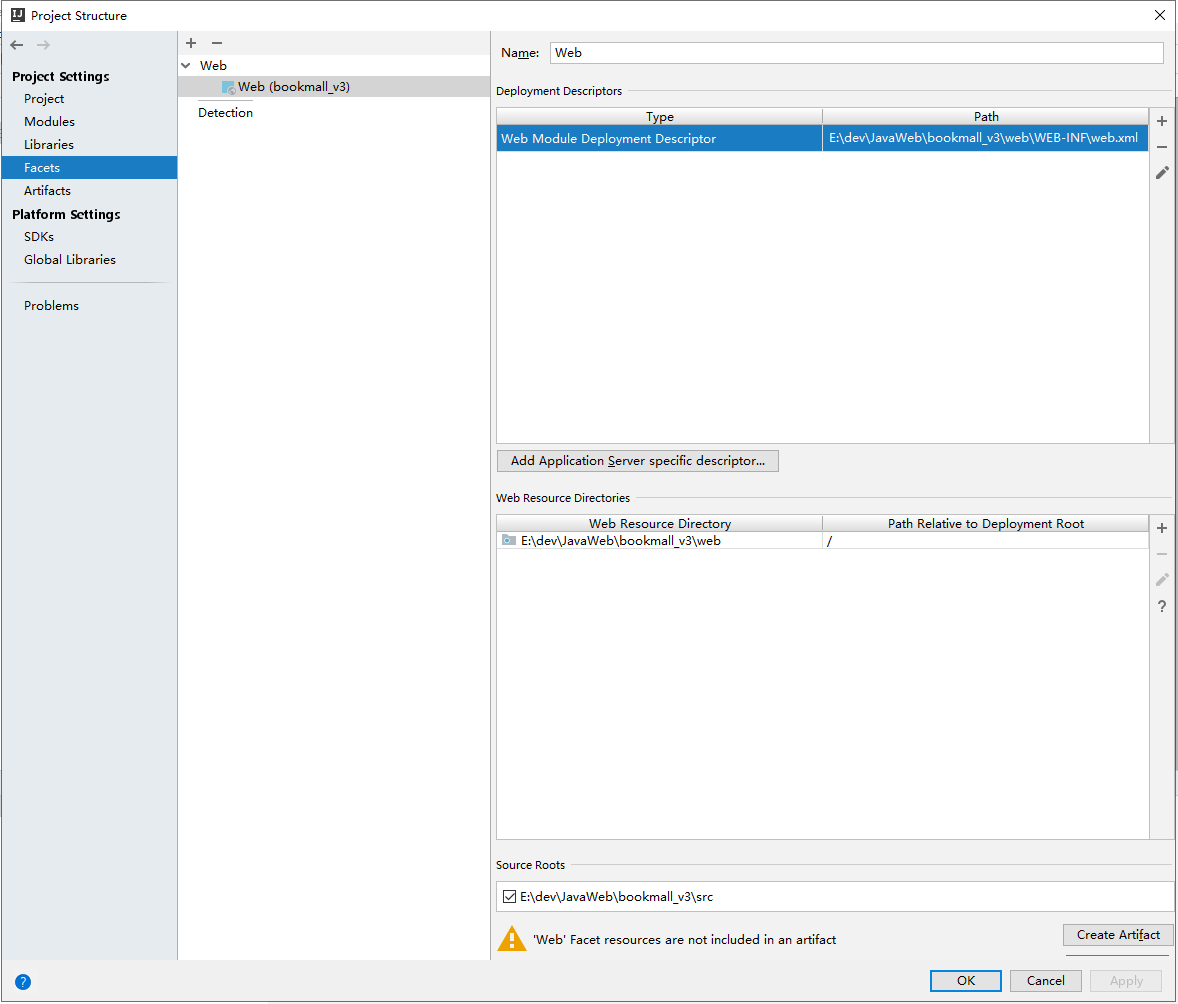 Project Structure
Project Settings
Project
Modules
Libraries
Facets
Artifacts
Platform Settings
SDKs
Global Libraries
Problems
Web
Web (bookmall_v3)
Detection
Name: Web
Deployment Descriptors
Type Path
Web Module Deployment Descriptor E:\dev\JavaWeb\bookmall_v3\web\WEB-INF\web.xml
Add Application Server specific descriptor...
Web Resource Directories
Web Resource Directory Path Relative to Deployment Root
E:\dev\JavaWeb\bookmall_v3\web /
Source Roots
E:\dev\JavaWeb\bookmall_v3\src
'Web' Facet resources are not included in an artifact Create Artifact
OK Cancel Apply